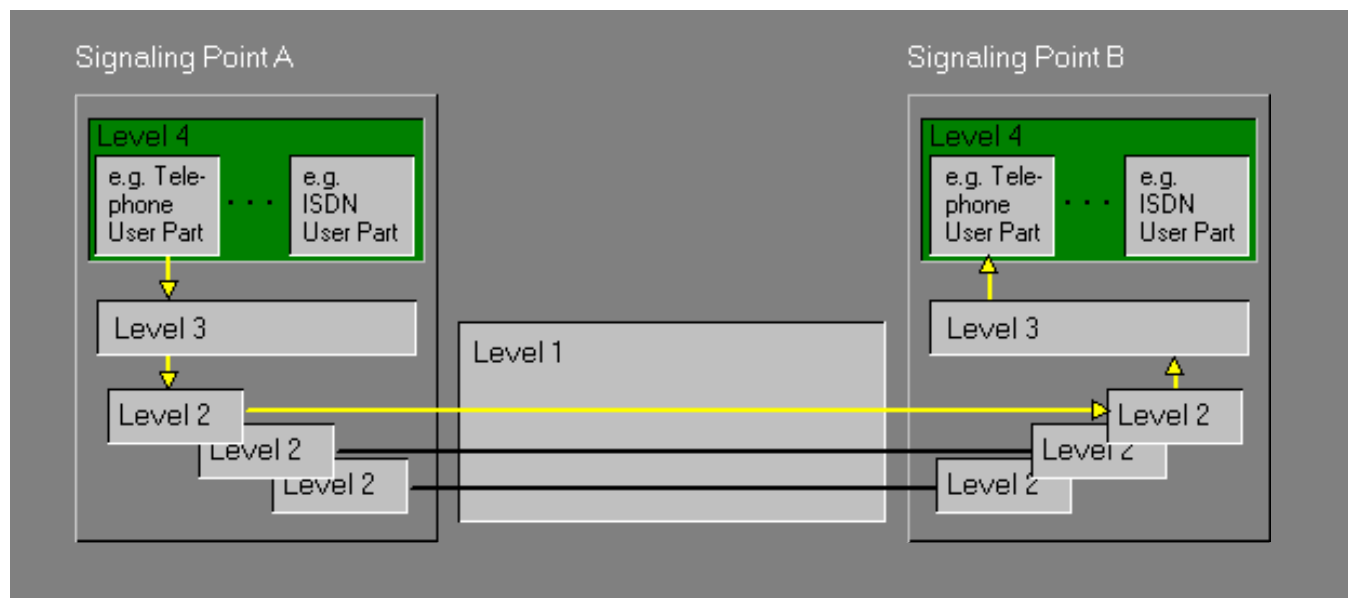 Signaling Point A
Level 4
e.g. Tele-
phone
User Part
. . .
e.g.
ISDN
User Part
Level 3
Level 2
Level 2
Level 2
Level 1
Signaling Point B
Level 4
e.g. Tele-
phone
User Part
. . .
e.g.
ISDN
User Part
Level 3
Level 2
Level 2
Level 2